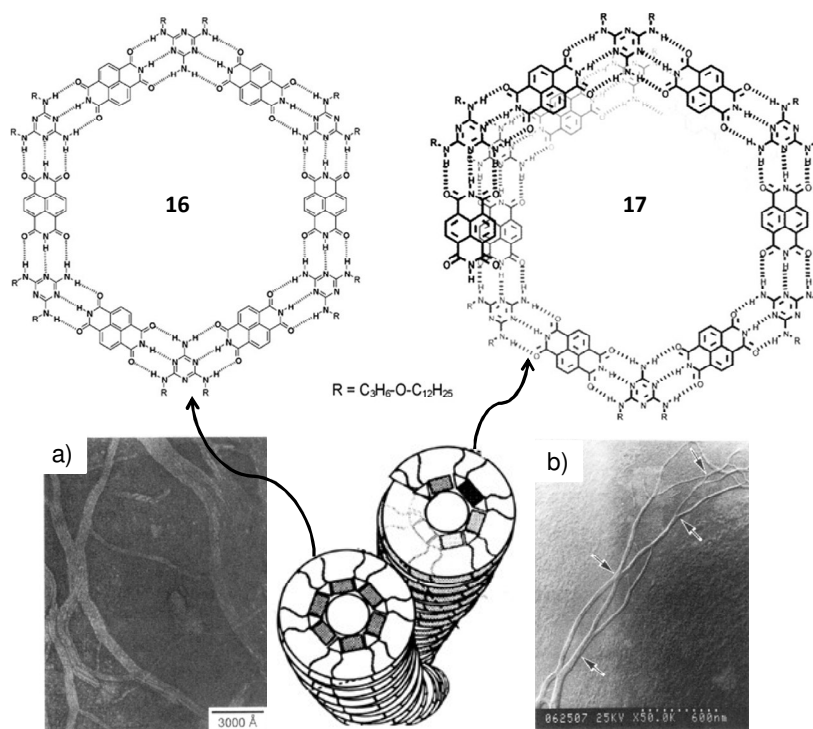 16
17
R = C₃H₆-O-C₁₂H₂₅
a)
b)
3000 Å
062507 25KV X50.0K 600nm